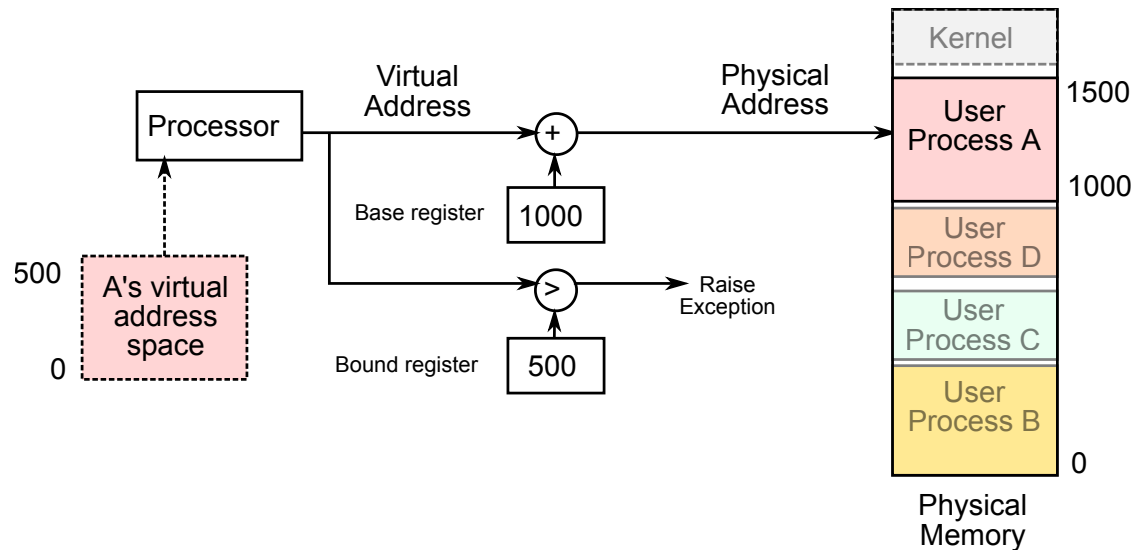 Kernel
Virtual
Address
Physical
Address
1500
Processor
+
User
Process A
1000
Base register
1000
User
Process D
500
A's virtual
address
space
>
Raise
Exception
User
Process C
0
Bound register
500
User
Process B
0
Physical
Memory